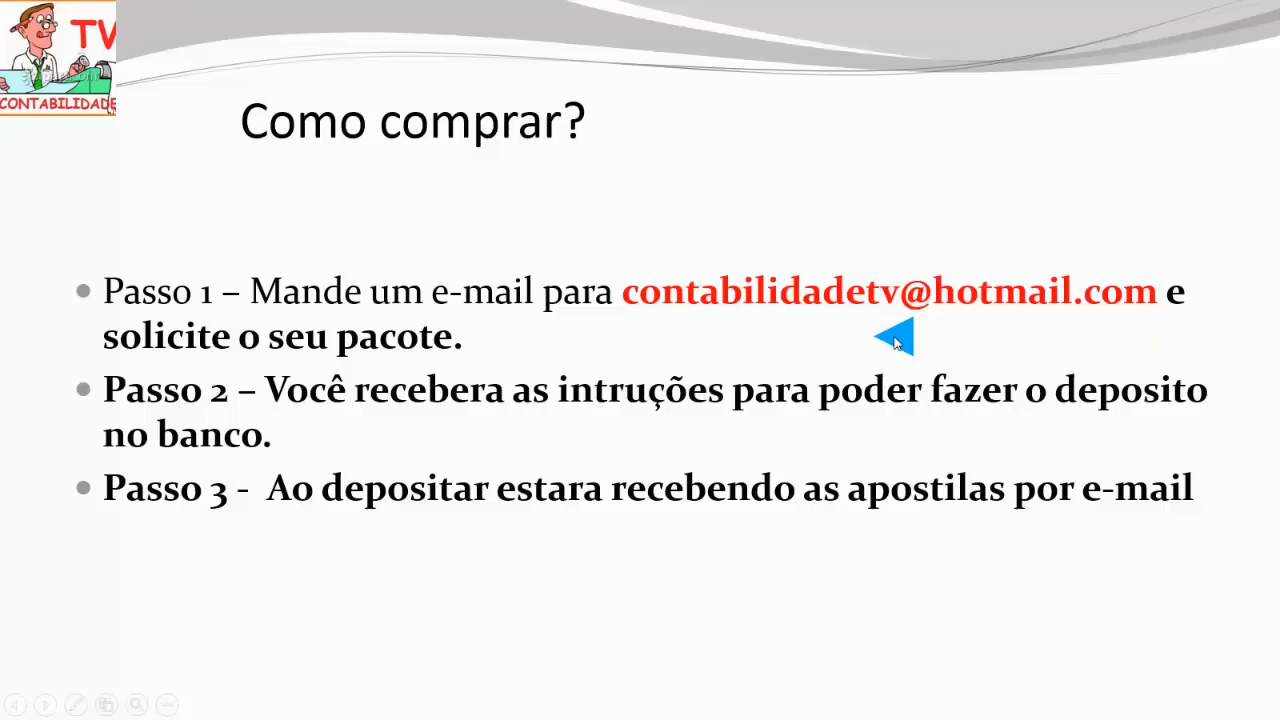 TV
CONTABILIDADE
Como comprar?
Passo 1 – Mande um e-mail para contabilidadetv@hotmail.com e
solicite o seu pacote.
Passo 2 – Você recebera as intruções para poder fazer o deposito
no banco.
Passo 3 - Ao depositar estara recebendo as apostilas por e-mail